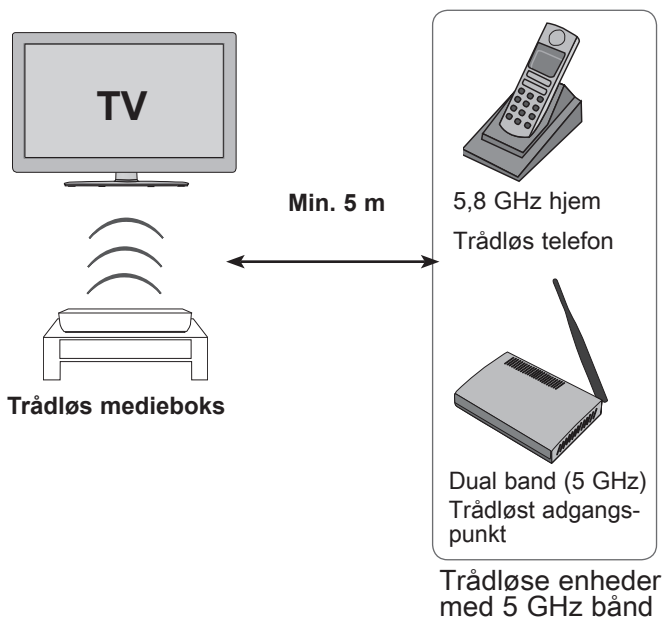 TV
Min. 5 m
Trådløs medieboks
5,8 GHz hjem
Trådløs telefon
Dual band (5 GHz)
Trådløst adgangs-
punkt
Trådløse enheder
med 5 GHz bånd